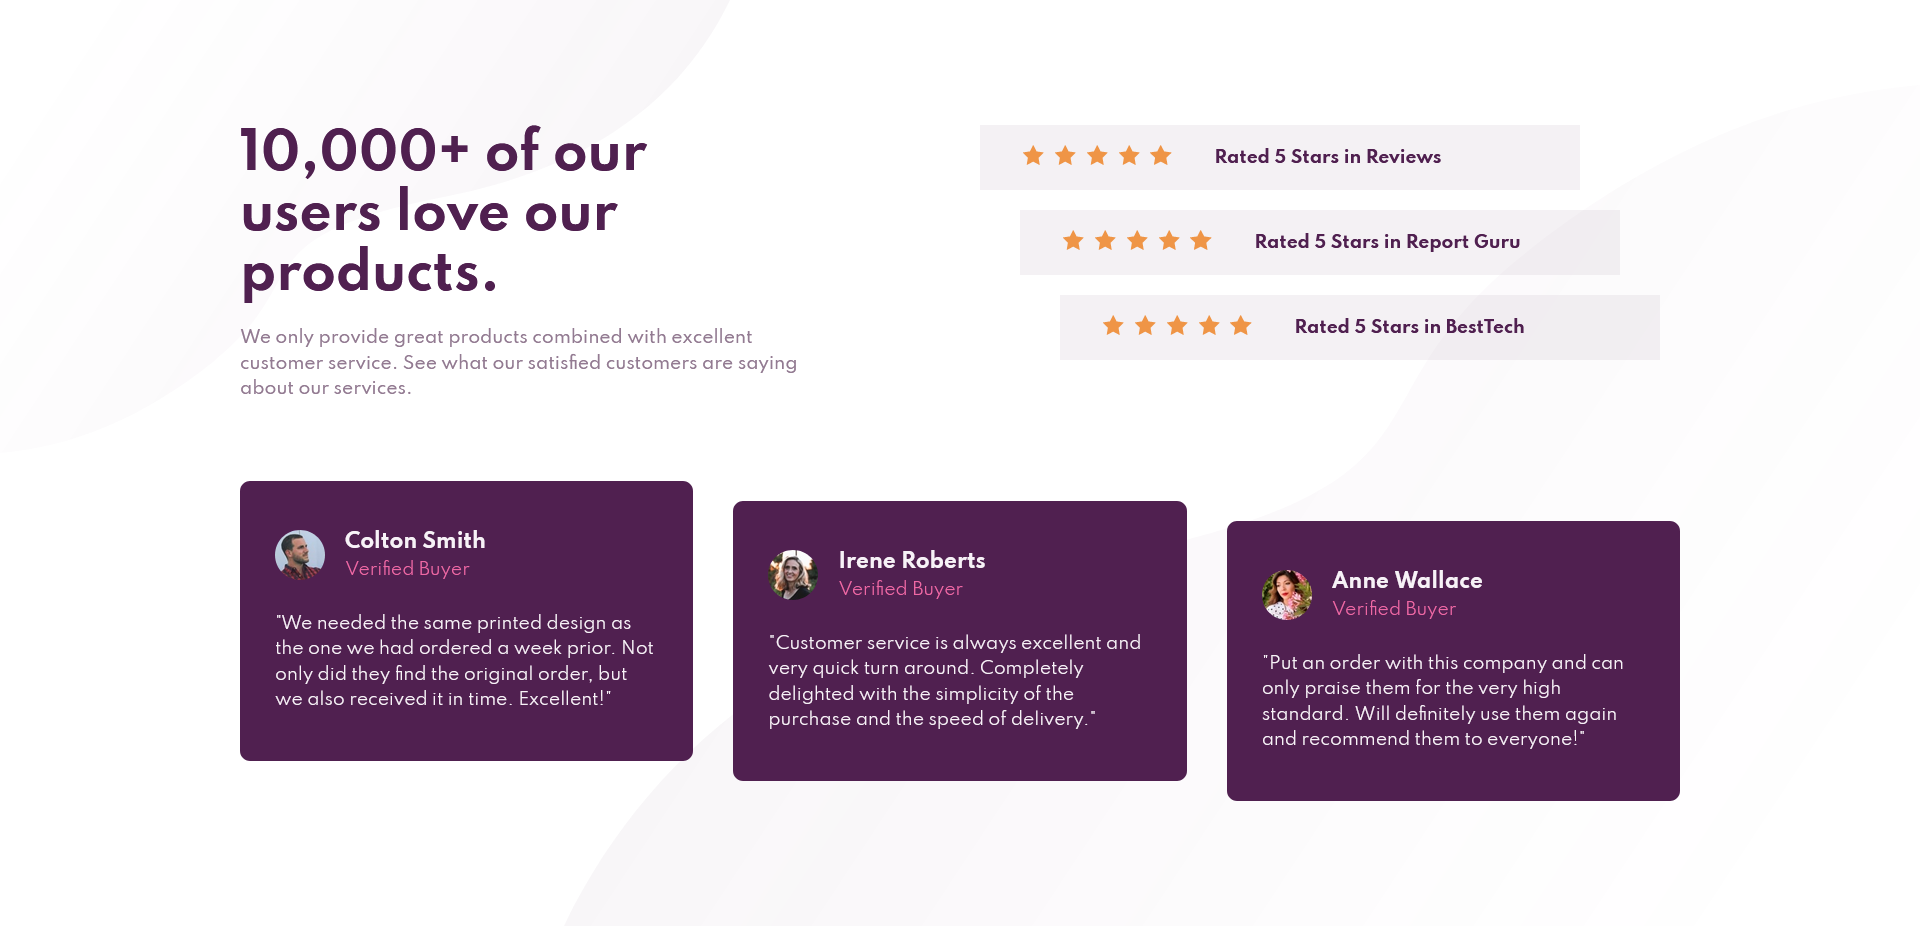 10,000+ of our
users love our
products.
We only provide great products combined with excellent
customer service. See what our satisfied customers are saying
about our services.
Rated 5 Stars in Reviews
Rated 5 Stars in Report Guru
Rated 5 Stars in BestTech
Colton Smith
Verified Buyer
"We needed the same printed design as
the one we had ordered a week prior. Not
only did they find the original order, but
we also received it in time. Excellent!"
Irene Roberts
Verified Buyer
"Customer service is always excellent and
very quick turn around. Completely
delighted with the simplicity of the
purchase and the speed of delivery."
Anne Wallace
Verified Buyer
"Put an order with this company and can
only praise them for the very high
standard. Will definitely use them again
and recommend them to everyone!"